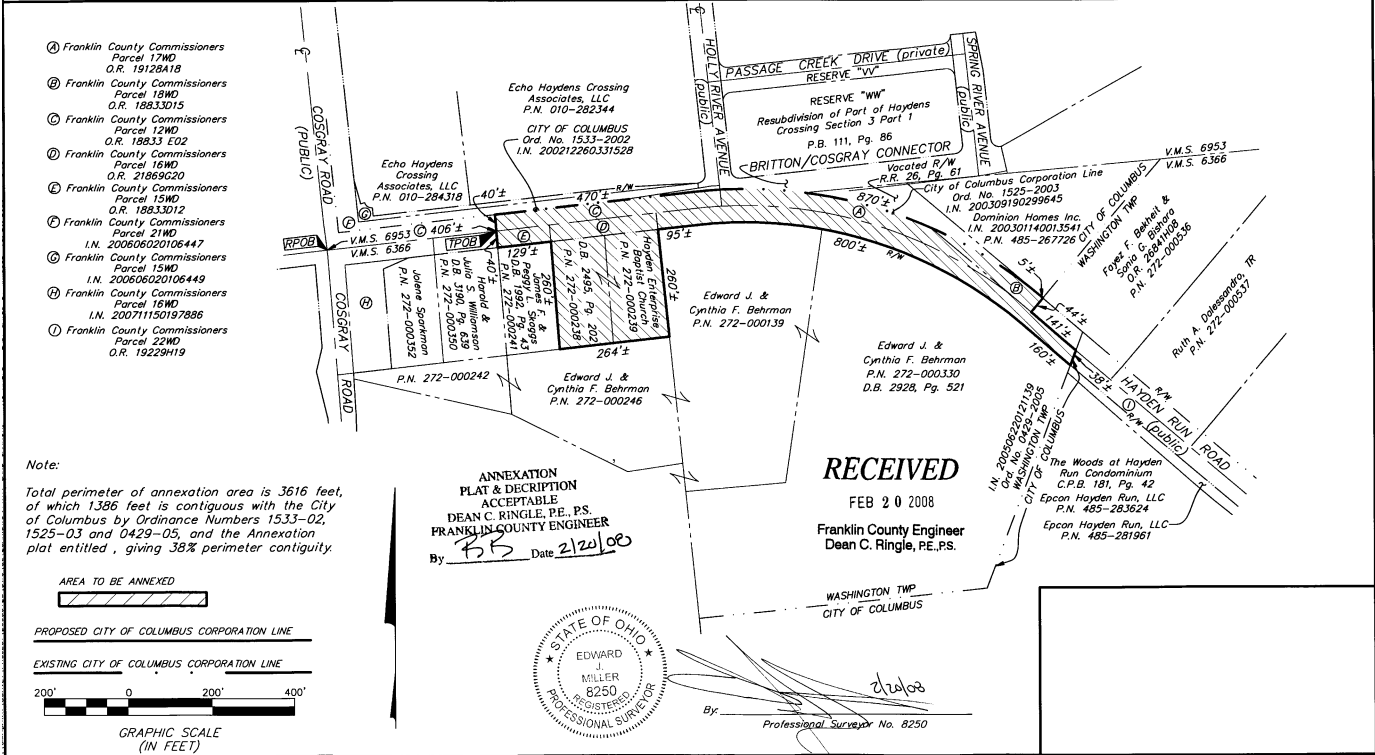 Ⓐ Franklin County Commissioners
Parcel 17WD
O.R. 19128A18
Ⓑ Franklin County Commissioners
Parcel 18WD
O.R. 18833D15
Ⓒ Franklin County Commissioners
Parcel 12WD
O.R. 18833 E02
Ⓓ Franklin County Commissioners
Parcel 16WD
O.R. 21869G20
Ⓔ Franklin County Commissioners
Parcel 15WD
O.R. 18833D12
Ⓕ Franklin County Commissioners
Parcel 21WD
I.N. 200606020106447
Ⓖ Franklin County Commissioners
Parcel 15WD
I.N. 200606020106449
Ⓗ Franklin County Commissioners
Parcel 16WD
I.N. 200711150197886
Ⓘ Franklin County Commissioners
Parcel 22WD
O.R. 19229H19
COSGRAY ROAD
(PUBLIC)
Echo Haydens
Crossing
Associates, LLC
P.N. 010-284318
Echo Haydens Crossing
Associates, LLC
P.N. 010-282344
CITY OF COLUMBUS
Ord. No. 1533-2002
I.N. 200212260331528
HOLLY RIVER AVENUE
(public)
PASSAGE CREEK DRIVE (private)
RESERVE "VV"
SPRING RIVER AVENUE
(public)
RESERVE "WW"
Resubdivision of Part of Haydens
Crossing Section 3 Part 1
P.B. 111, Pg. 86
BRITTON/COSGRAY CONNECTOR
Vacated R/W
R.R. 26, Pg. 61
V.M.S. 6953
V.M.S. 6366
City of Columbus Corporation Line
Ord. No. 1525-2003
I.N. 200309190299645
Dominion Homes Inc.
I.N. 200301140013541
P.N. 485-267726
CITY OF COLUMBUS
WASHINGTON TWP
Fayez F. Bekheit &
Sonia G. Bishara
O.R. 26841H08
P.N. 272-000536
Ruth A. Dalessandro, TR
P.N. 272-000537
RPOB
V.M.S. 6953
V.M.S. 6366
Ⓕ
Ⓖ
Ⓒ
406'±
40'±
470'±
R/W
Ⓒ
Ⓓ
Ⓔ
TPOB
40'±
129'±
260'±
95'±
260'±
264'±
870'±
Ⓐ
800'±
R/W
5'±
Ⓑ
44'±
141'±
160'±
38'±
Ⓗ
COSGRAY
ROAD
Jolene Sparkman
P.N. 272-000352
Harold &
Julia S. Williamson
D.B. 3190, Pg. 639
P.N. 272-000350
James F. &
Peggy L. Skaggs
D.B. 1992, Pg. 43
P.N. 272-000241
D.B. 2495, Pg. 202
P.N. 272-000238
Hayden Enterprise
Baptist Church
P.N. 272-000239
P.N. 272-000242
Edward J. &
Cynthia F. Behrman
P.N. 272-000246
Edward J. &
Cynthia F. Behrman
P.N. 272-000139
Edward J. &
Cynthia F. Behrman
P.N. 272-000330
D.B. 2928, Pg. 521
I.N. 200506220121139
Ord. No. 0429-2005
WASHINGTON TWP
CITY OF COLUMBUS
R/W
HAYDEN RUN ROAD
(public)
Ⓘ
R/W
The Woods at Hayden
Run Condominium
C.P.B. 181, Pg. 42
Epcon Hayden Run, LLC
P.N. 485-283624
Epcon Hayden Run, LLC
P.N. 485-281961
WASHINGTON TWP
CITY OF COLUMBUS
Note:
Total perimeter of annexation area is 3616 feet,
of which 1386 feet is contiguous with the City
of Columbus by Ordinance Numbers 1533-02,
1525-03 and 0429-05, and the Annexation
plat entitled , giving 38% perimeter contiguity.
AREA TO BE ANNEXED
PROPOSED CITY OF COLUMBUS CORPORATION LINE
EXISTING CITY OF COLUMBUS CORPORATION LINE
200' 0 200' 400'
GRAPHIC SCALE
(IN FEET)
ANNEXATION
PLAT & DECRIPTION
ACCEPTABLE
DEAN C. RINGLE, P.E., P.S.
FRANKLIN COUNTY ENGINEER
By BB Date 2/20/08
RECEIVED
FEB 20 2008
Franklin County Engineer
Dean C. Ringle, P.E.,P.S.
STATE OF OHIO
EDWARD
J.
MILLER
8250
REGISTERED
PROFESSIONAL SURVEYOR
2/20/08
By:
Professional Surveyor No. 8250